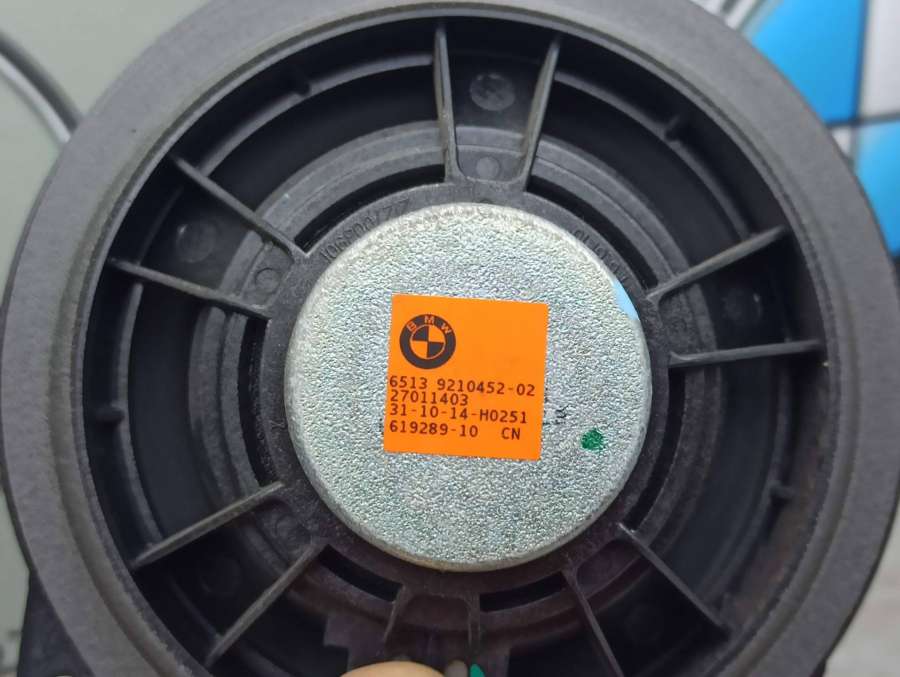 BMW
6513 9210452-02
27011403
31-10-14-H0251
619289-10 CN